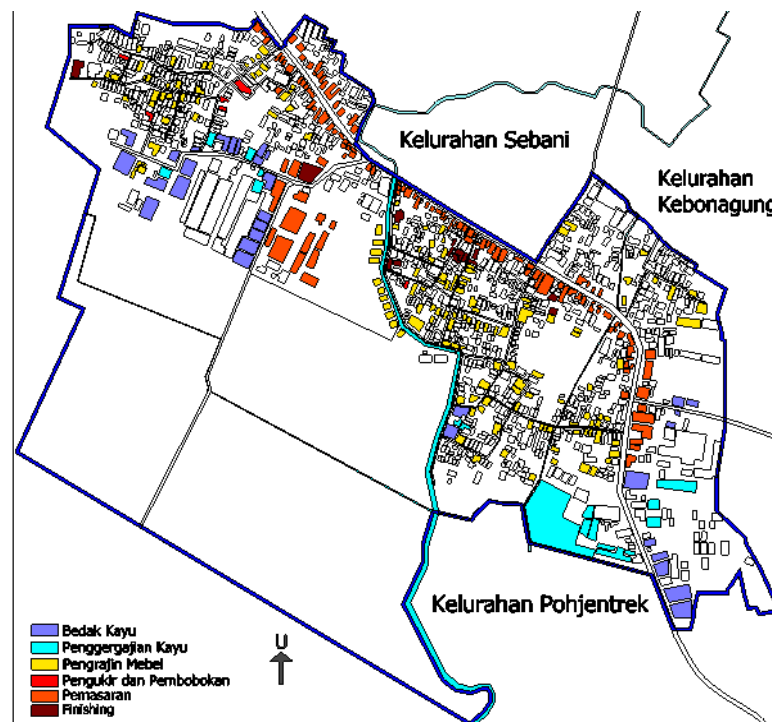 Kelurahan Sebani
Kelurahan
Kebonagung
Kelurahan Pohjentrek
U
Bedak Kayu
Penggergajian Kayu
Pengrajin Mebel
Pengukir dan Pembobokan
Pemasaran
Finishing